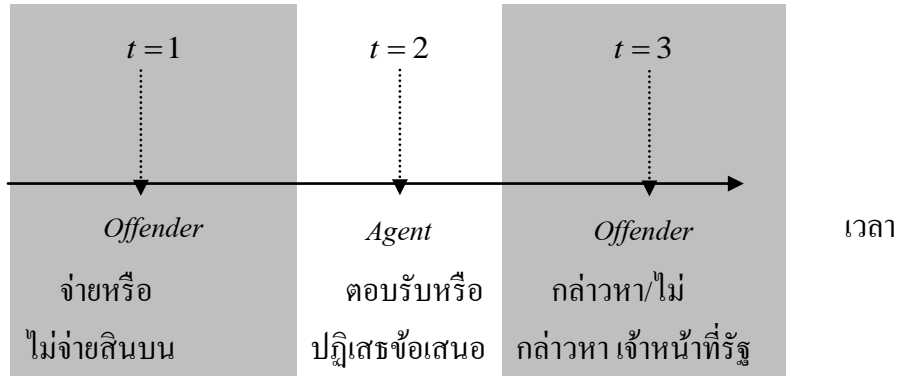 t = 1 t = 2 t = 3
Offender Agent Offender เวลา
จ่ายหรือ ตอบรับหรือ กล่าวหา/ไม่
ไม่จ่ายสินบน ปฏิเสธข้อเสนอ กล่าวหา เจ้าหน้าที่รัฐ